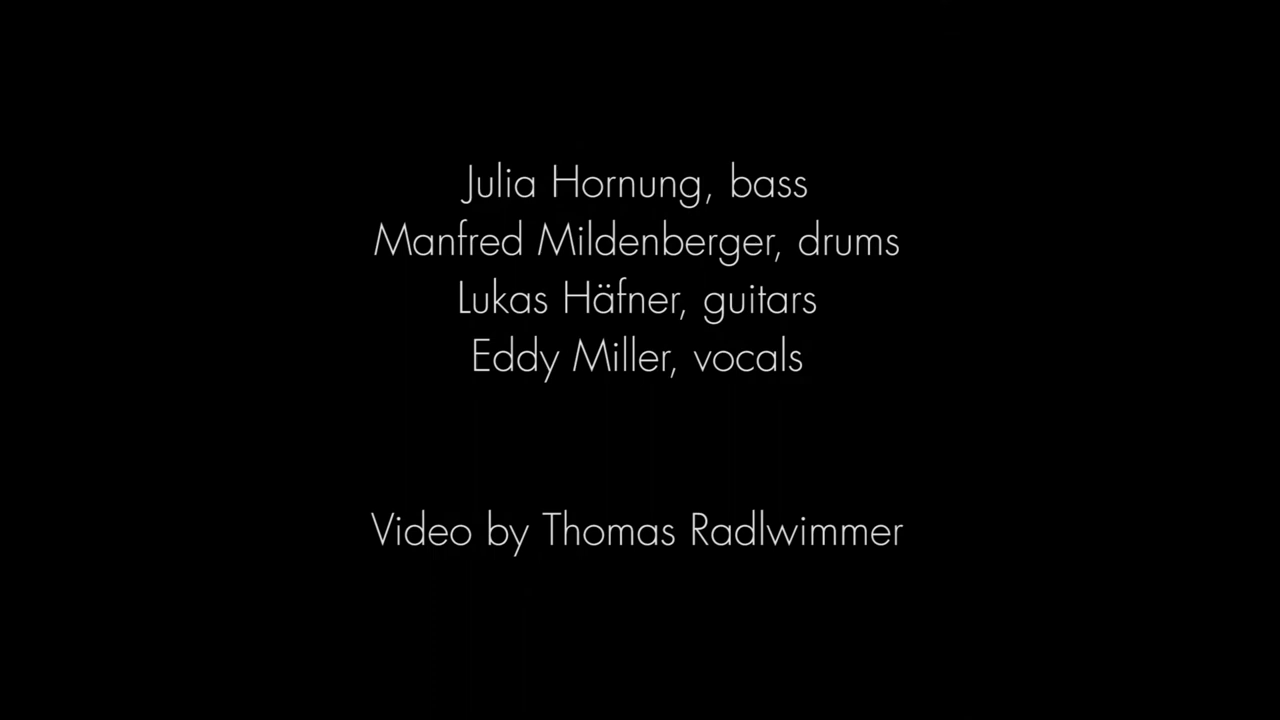 Julia Hornung, bass
Manfred Mildenberger, drums
Lukas Häfner, guitars
Eddy Miller, vocals
Video by Thomas Radlwimmer